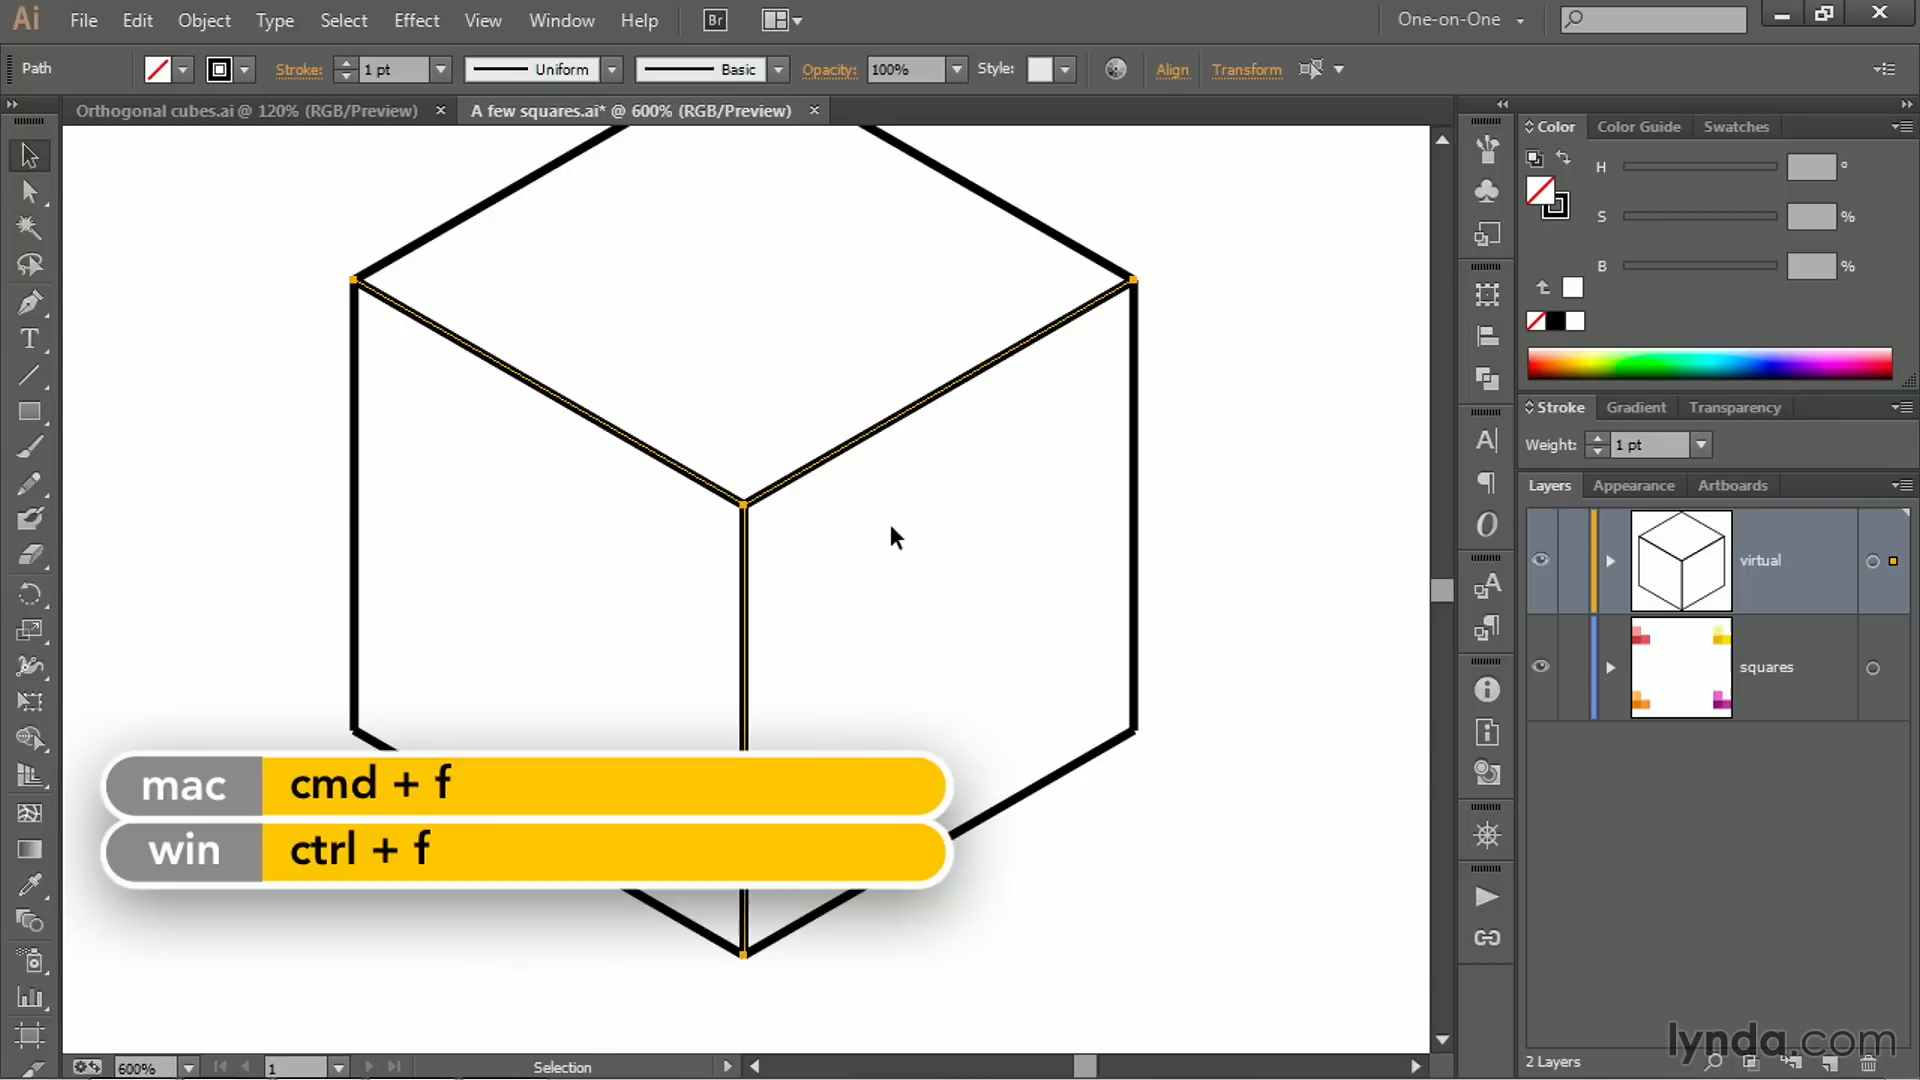 Ai File Edit Object Type Select Effect View Window Help Br One-on-One
Path Stroke: 1 pt Uniform Basic Opacity: 100% Style: Align Transform
Orthogonal cubes.ai @ 120% (RGB/Preview) A few squares.ai* @ 600% (RGB/Preview)
Color Color Guide Swatches
H °
S %
B %
Stroke Gradient Transparency
Weight: 1 pt
Layers Appearance Artboards
virtual
squares
mac cmd + f
win ctrl + f
lynda.com
2 Layers
600% 1 Selection